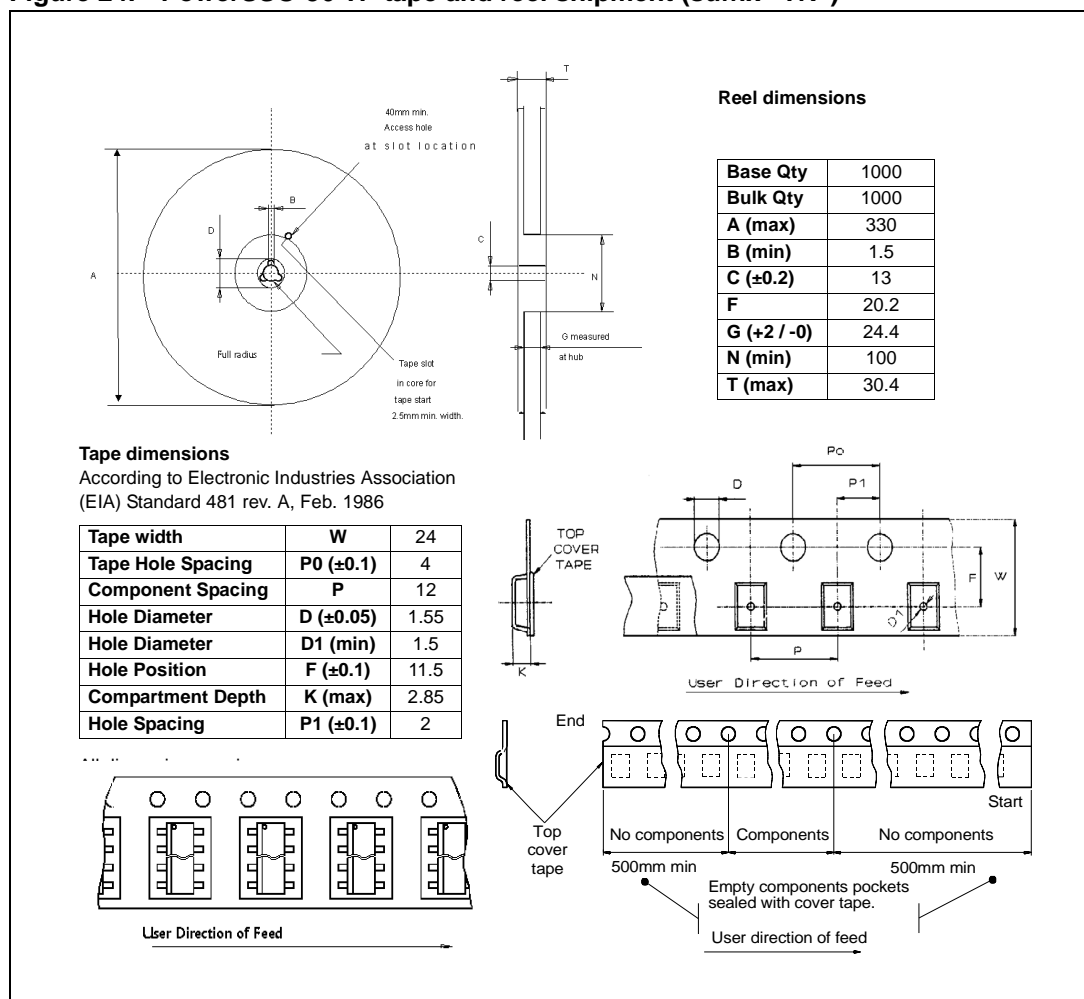 40mm min.
Access hole
at slot location
T
B
D
A
C
N
Full radius
Tape slot
in core for
tape start
2.5mm min. width.
G measured
at hub
Reel dimensions
Base Qty 1000
Bulk Qty 1000
A (max) 330
B (min) 1.5
C (±0.2) 13
F 20.2
G (+2 / -0) 24.4
N (min) 100
T (max) 30.4
Tape dimensions
According to Electronic Industries Association
(EIA) Standard 481 rev. A, Feb. 1986
Tape width W 24
Tape Hole Spacing P0 (±0.1) 4
Component Spacing P 12
Hole Diameter D (±0.05) 1.55
Hole Diameter D1 (min) 1.5
Hole Position F (±0.1) 11.5
Compartment Depth K (max) 2.85
Hole Spacing P1 (±0.1) 2
TOP
COVER
TAPE
K
Po
D
P1
F
W
D1
P
User Direction of Feed
End
Start
Top
cover
tape
No components
Components
No components
500mm min
500mm min
Empty components pockets
sealed with cover tape.
User direction of feed
User Direction of Feed